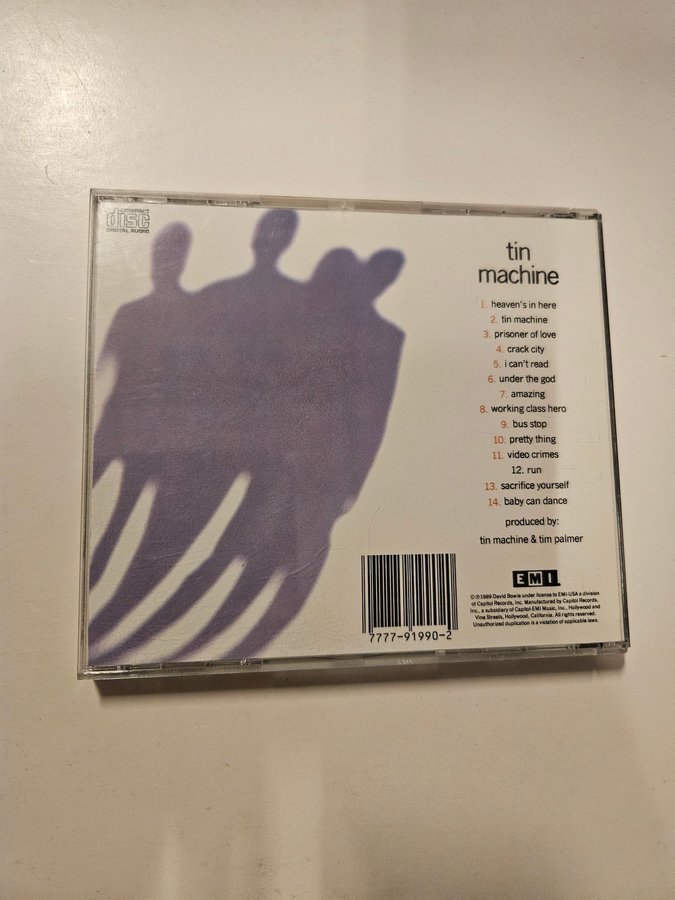 COMPACT
disc
DIGITAL AUDIO
tin
machine
1. heaven's in here
2. tin machine
3. prisoner of love
4. crack city
5. i can't read
6. under the god
7. amazing
8. working class hero
9. bus stop
10. pretty thing
11. video crimes
12. run
13. sacrifice yourself
14. baby can dance
produced by:
tin machine & tim palmer
EMI
©℗1989 David Bowie under license to EMI-USA a division
of Capitol Records, Inc. Manufactured by Capitol Records,
Inc., a subsidiary of Capitol-EMI Music, Inc., Hollywood and
Vine Streets, Hollywood, California. All rights reserved.
Unauthorized duplication is a violation of applicable laws.
7777-91990-2